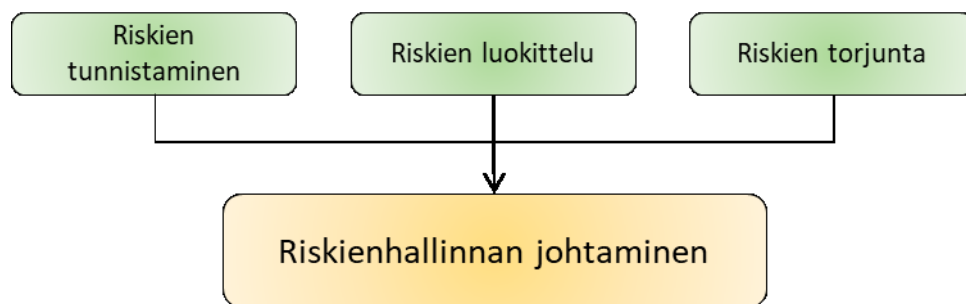 Riskien
tunnistaminen
Riskien luokittelu
Riskien torjunta
Riskienhallinnan johtaminen